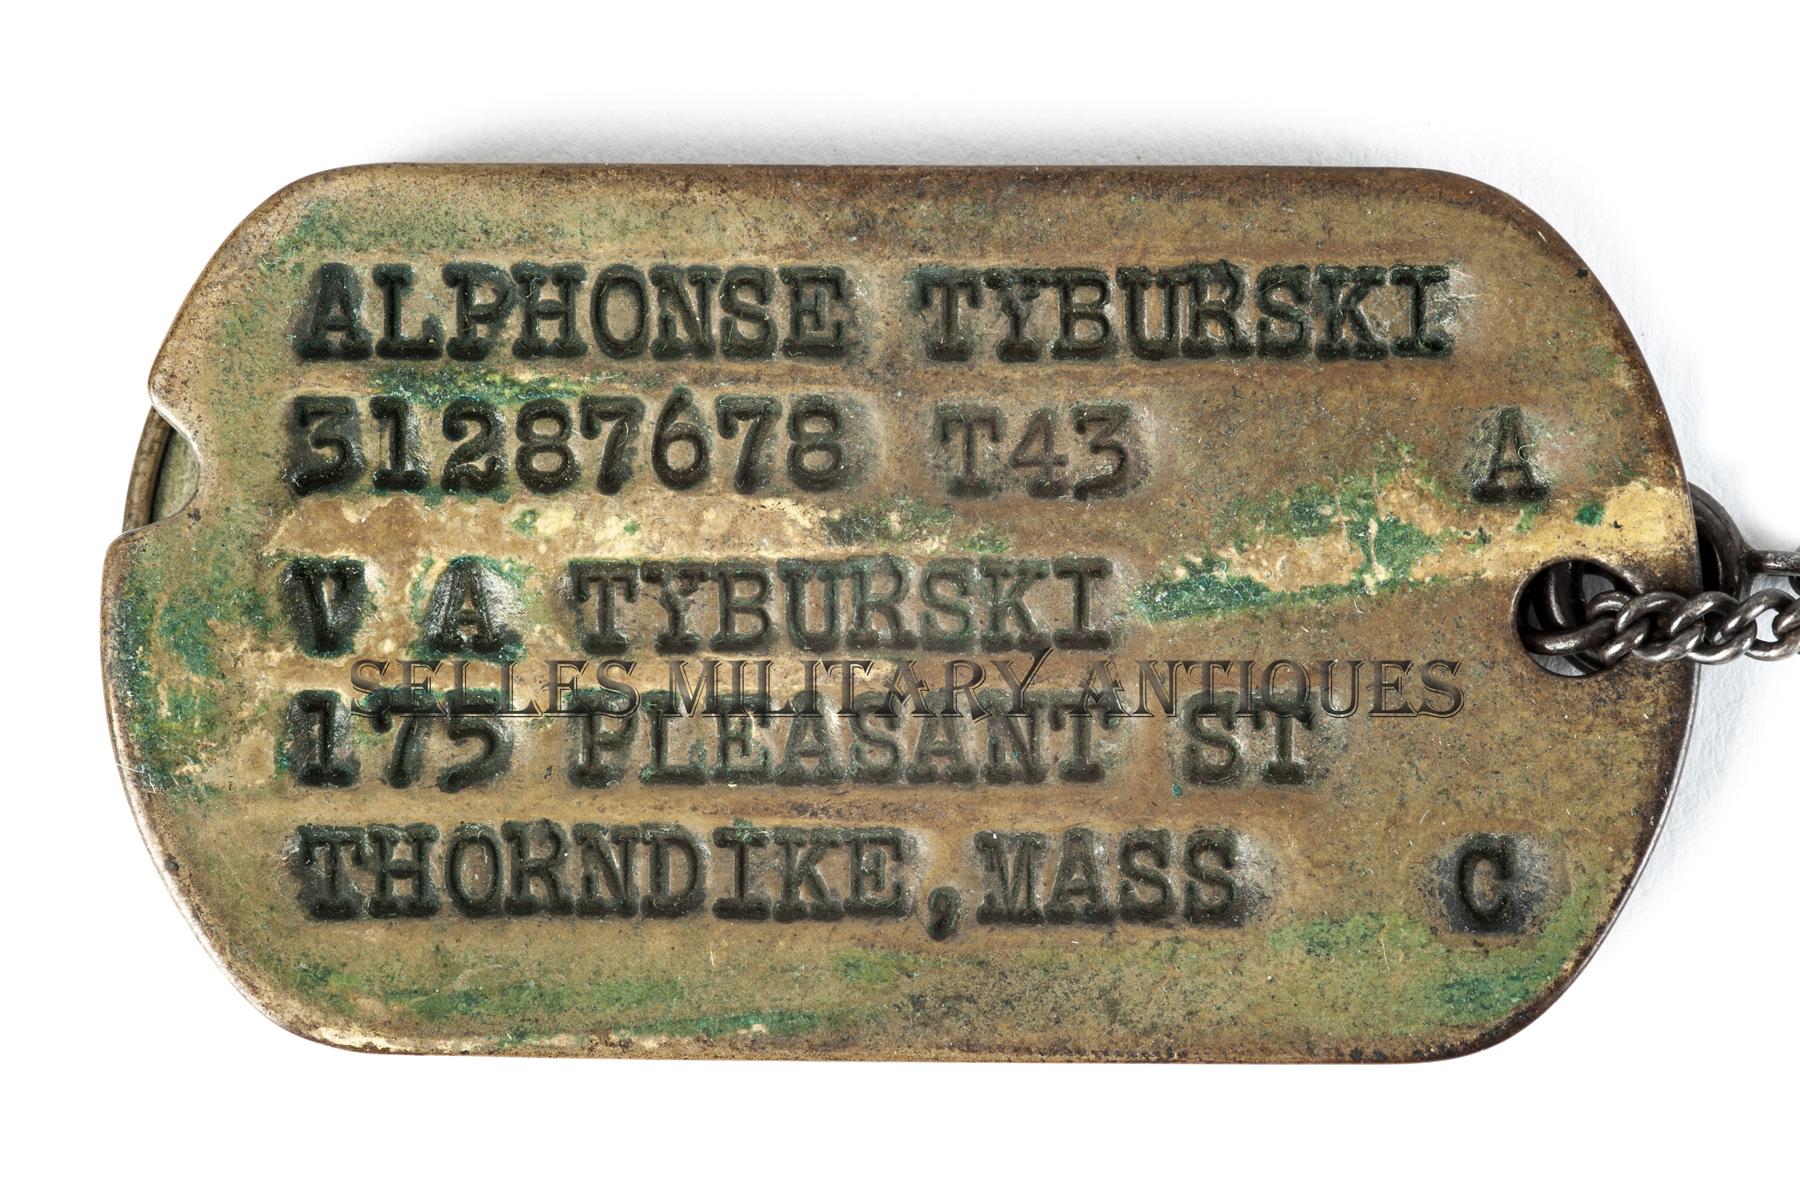 ALPHONSE TYBURSKI
31287678 T43 A
V A TYBURSKI
SELLES MILITARY ANTIQUES
175 PLEASANT ST
THORNDIKE,MASS C